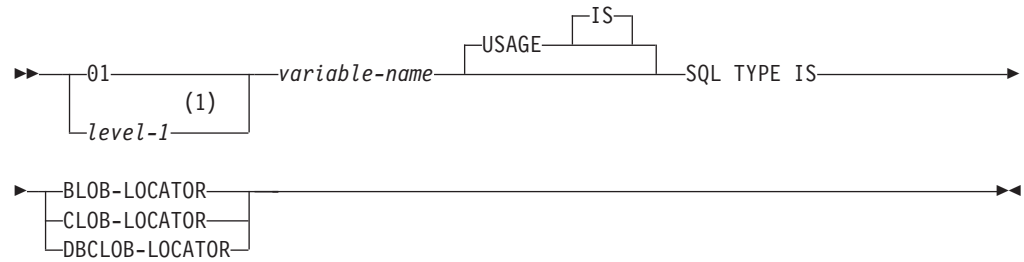 IS
USAGE
01 variable-name SQL TYPE IS
(1)
level-1
BLOB-LOCATOR
CLOB-LOCATOR
DBCLOB-LOCATOR